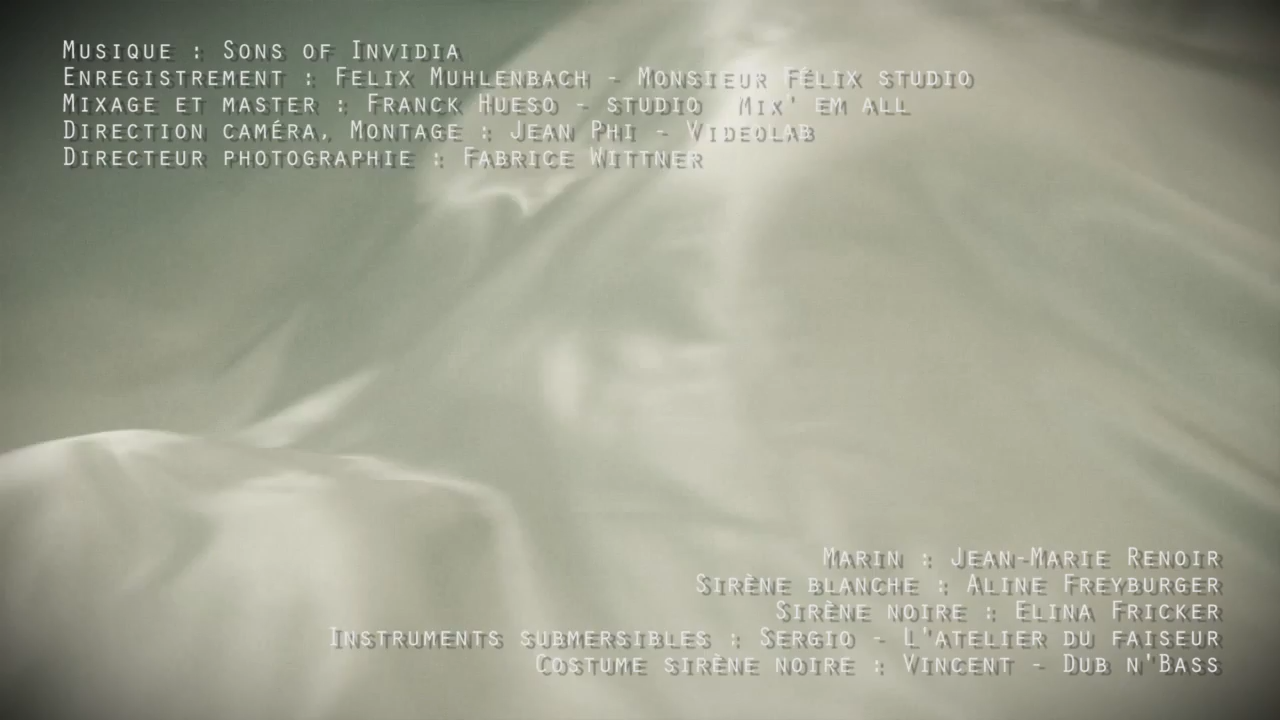 Musique : Sons of Invidia
Enregistrement : Felix Muhlenbach - Monsieur Félix studio
Mixage et master : Franck Hueso - studio Mix' em all
Direction caméra, Montage : Jean Phi - Videolab
Directeur photographie : Fabrice Wittner
Marin : Jean-Marie Renoir
Sirène blanche : Aline Freyburger
Sirène noire : Elina Fricker
Instruments submersibles : Sergio - L'atelier du faiseur
Costume sirène noire : Vincent - Dub n'Bass